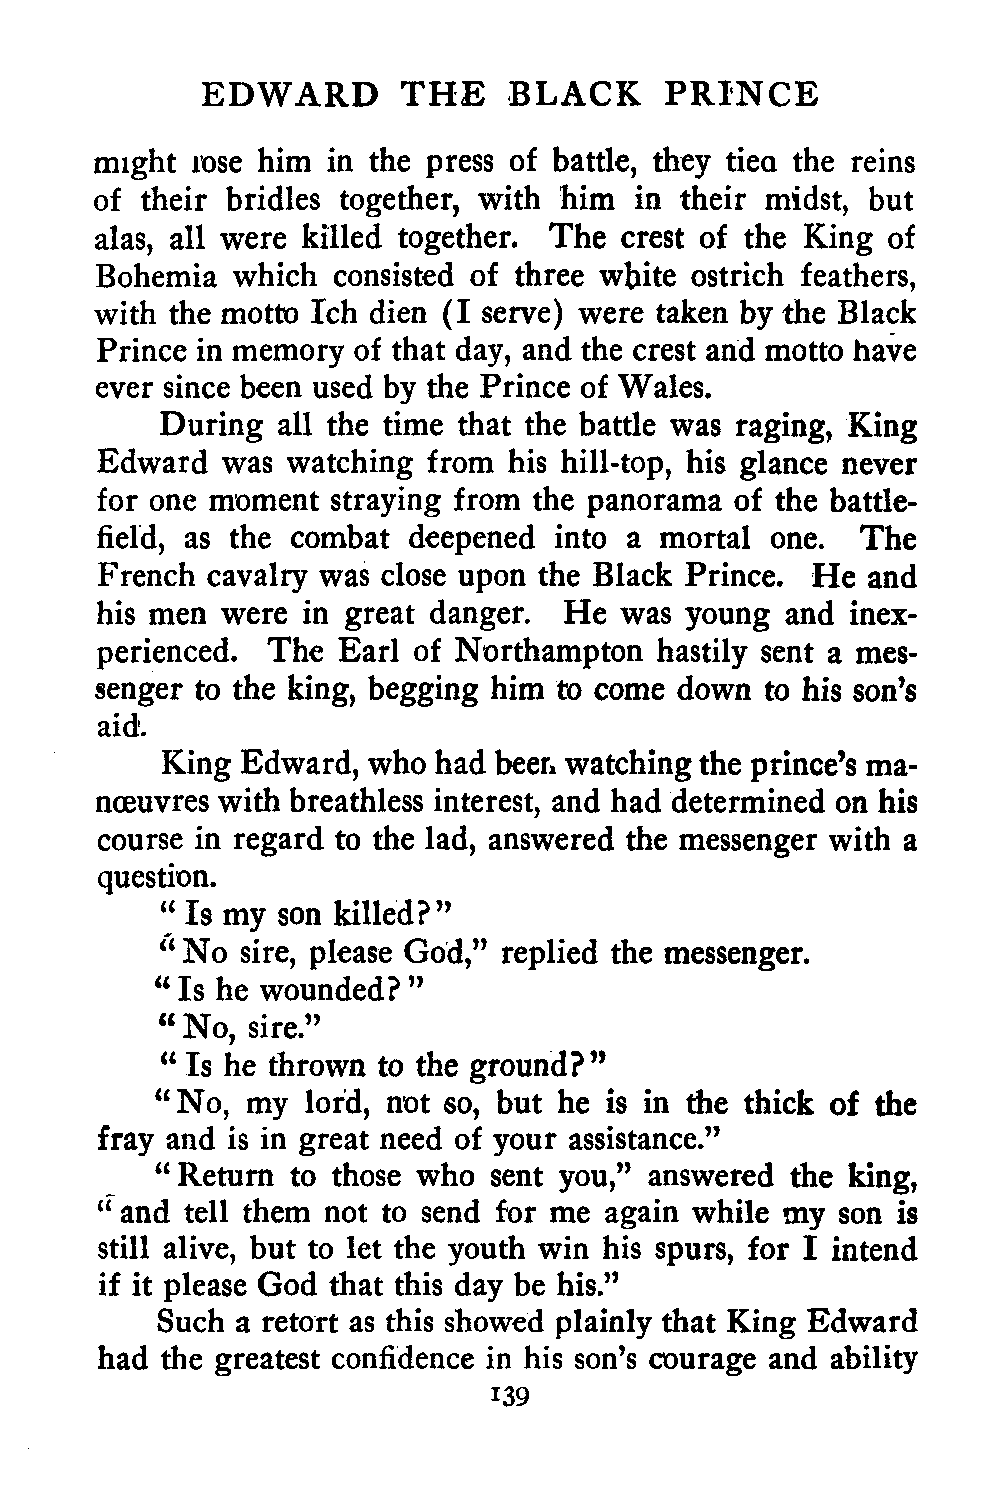 EDWARD THE BLACK PRINCE
might lose him in the press of battle, they tied the reins
of their bridles together, with him in their midst, but
alas, all were killed together. The crest of the King of
Bohemia which consisted of three white ostrich feathers,
with the motto Ich dien (I serve) were taken by the Black
Prince in memory of that day, and the crest and motto have
ever since been used by the Prince of Wales.
During all the time that the battle was raging, King
Edward was watching from his hill-top, his glance never
for one moment straying from the panorama of the battle-
field, as the combat deepened into a mortal one. The
French cavalry was close upon the Black Prince. He and
his men were in great danger. He was young and inex-
perienced. The Earl of Northampton hastily sent a mes-
senger to the king, begging him to come down to his son's
aid.
King Edward, who had been watching the prince's ma-
nœuvres with breathless interest, and had determined on his
course in regard to the lad, answered the messenger with a
question.
"Is my son killed?"
"No sire, please God," replied the messenger.
"Is he wounded?"
"No, sire."
"Is he thrown to the ground?"
"No, my lord, not so, but he is in the thick of the
fray and is in great need of your assistance."
"Return to those who sent you," answered the king,
"and tell them not to send for me again while my son is
still alive, but to let the youth win his spurs, for I intend
if it please God that this day be his."
Such a retort as this showed plainly that King Edward
had the greatest confidence in his son's courage and ability
139